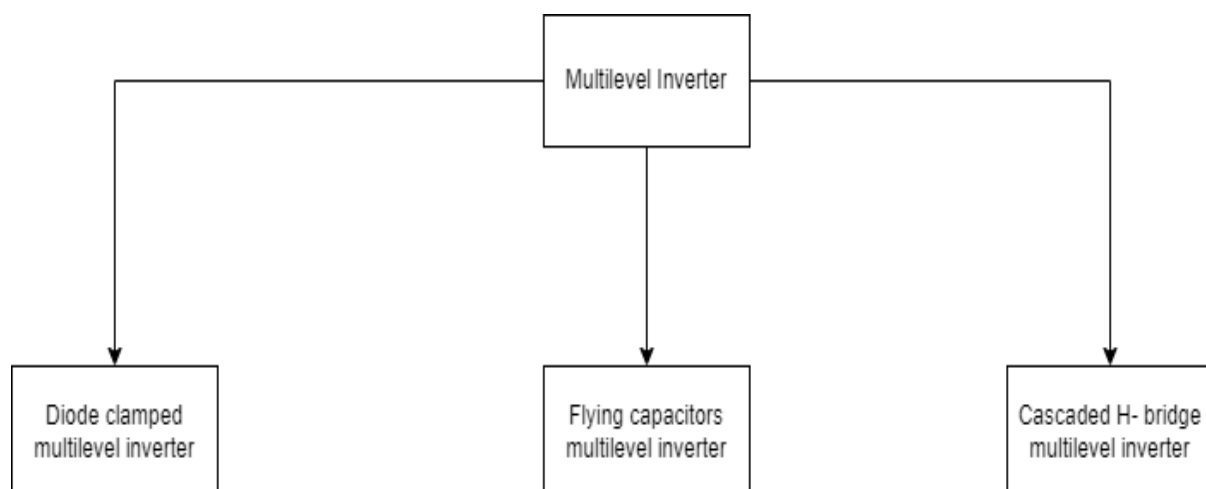 Multilevel Inverter
Diode clamped
multilevel inverter
Flying capacitors
multilevel inverter
Cascaded H- bridge
multilevel inverter